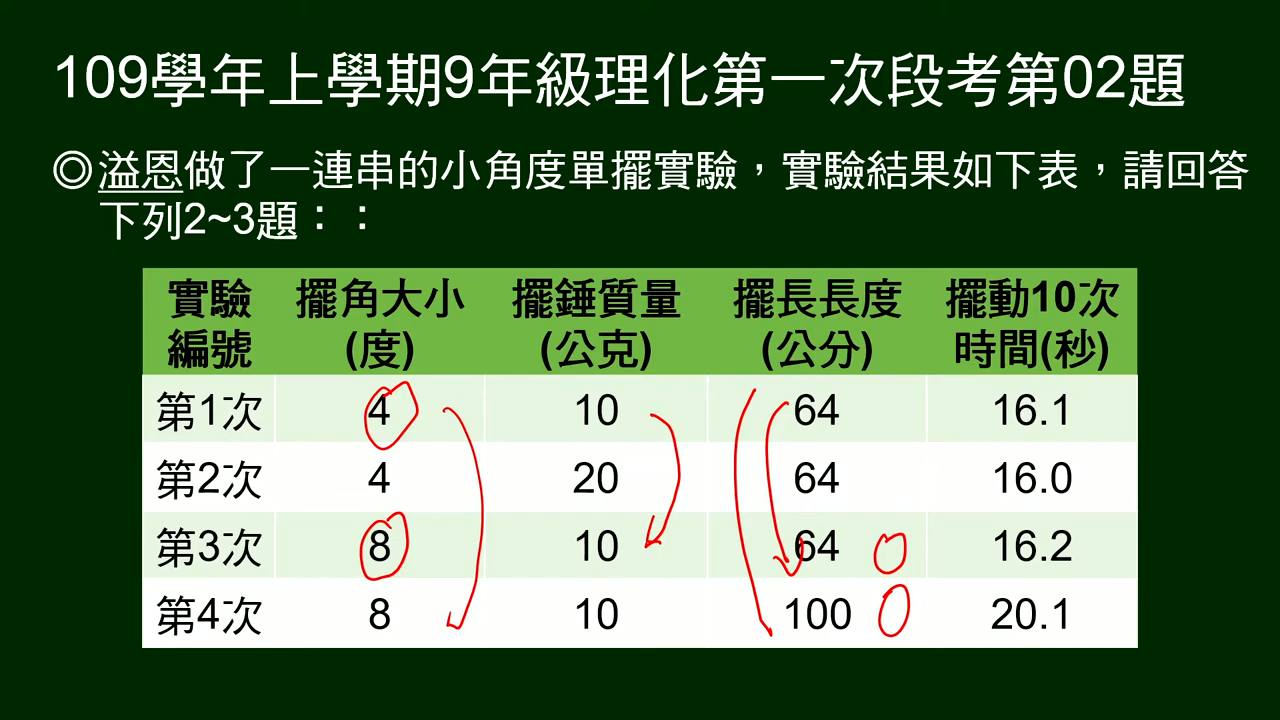 109學年上學期9年級理化第一次段考第02題
◎溢恩做了一連串的小角度單擺實驗，實驗結果如下表，請回答
下列2~3題：：
實驗編號 擺角大小(度) 擺錘質量(公克) 擺長長度(公分) 擺動10次時間(秒)
第1次 4 10 64 16.1
第2次 4 20 64 16.0
第3次 8 10 64 16.2
第4次 8 10 100 20.1